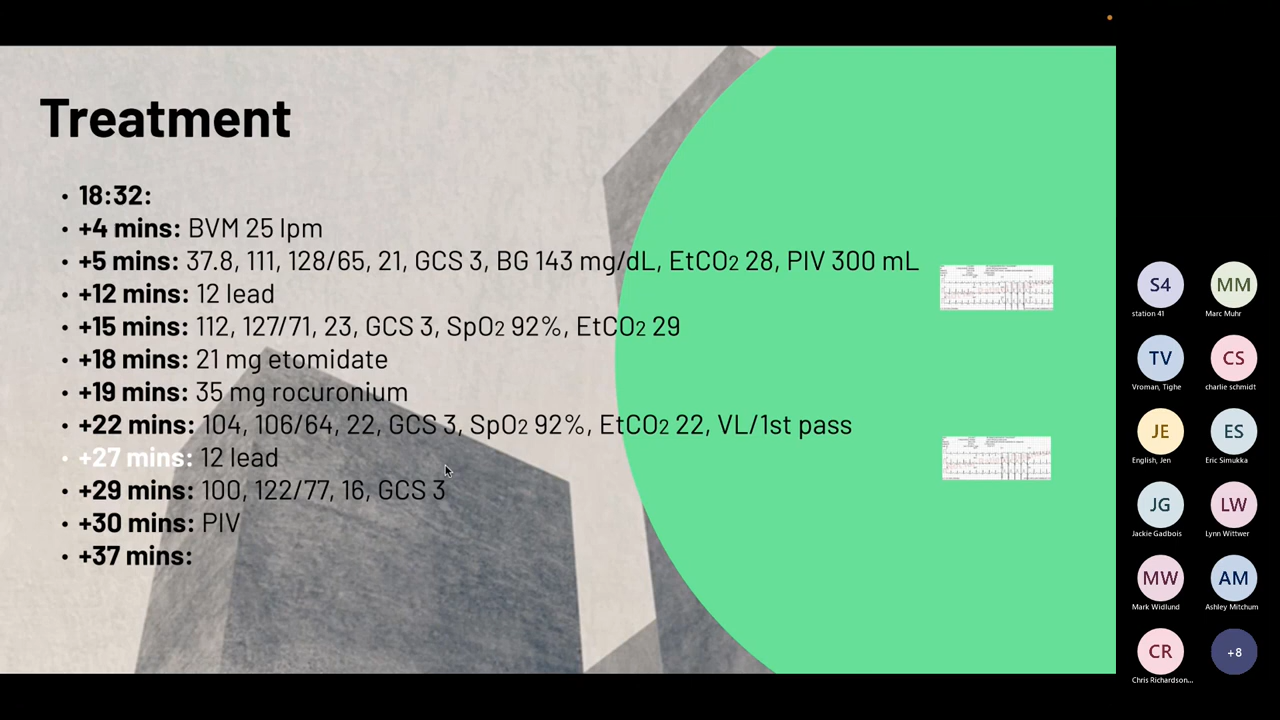 Treatment
• 18:32:
• +4 mins: BVM 25 lpm
• +5 mins: 37.8, 111, 128/65, 21, GCS 3, BG 143 mg/dL, EtCO2 28, PIV 300 mL
• +12 mins: 12 lead
• +15 mins: 112, 127/71, 23, GCS 3, SpO2 92%, EtCO2 29
• +18 mins: 21 mg etomidate
• +19 mins: 35 mg rocuronium
• +22 mins: 104, 106/64, 22, GCS 3, SpO2 92%, EtCO2 22, VL/1st pass
• +27 mins: 12 lead
• +29 mins: 100, 122/77, 16, GCS 3
• +30 mins: PIV
• +37 mins:
S4
station 41
MM
Marc Muhr
TV
Vroman, Tighe
CS
charlie schmidt
JE
English, Jen
ES
Eric Simukka
JG
Jackie Gadbois
LW
Lynn Wittwer
MW
Mark Widlund
AM
Ashley Mitchum
CR
Chris Richardson...
+8